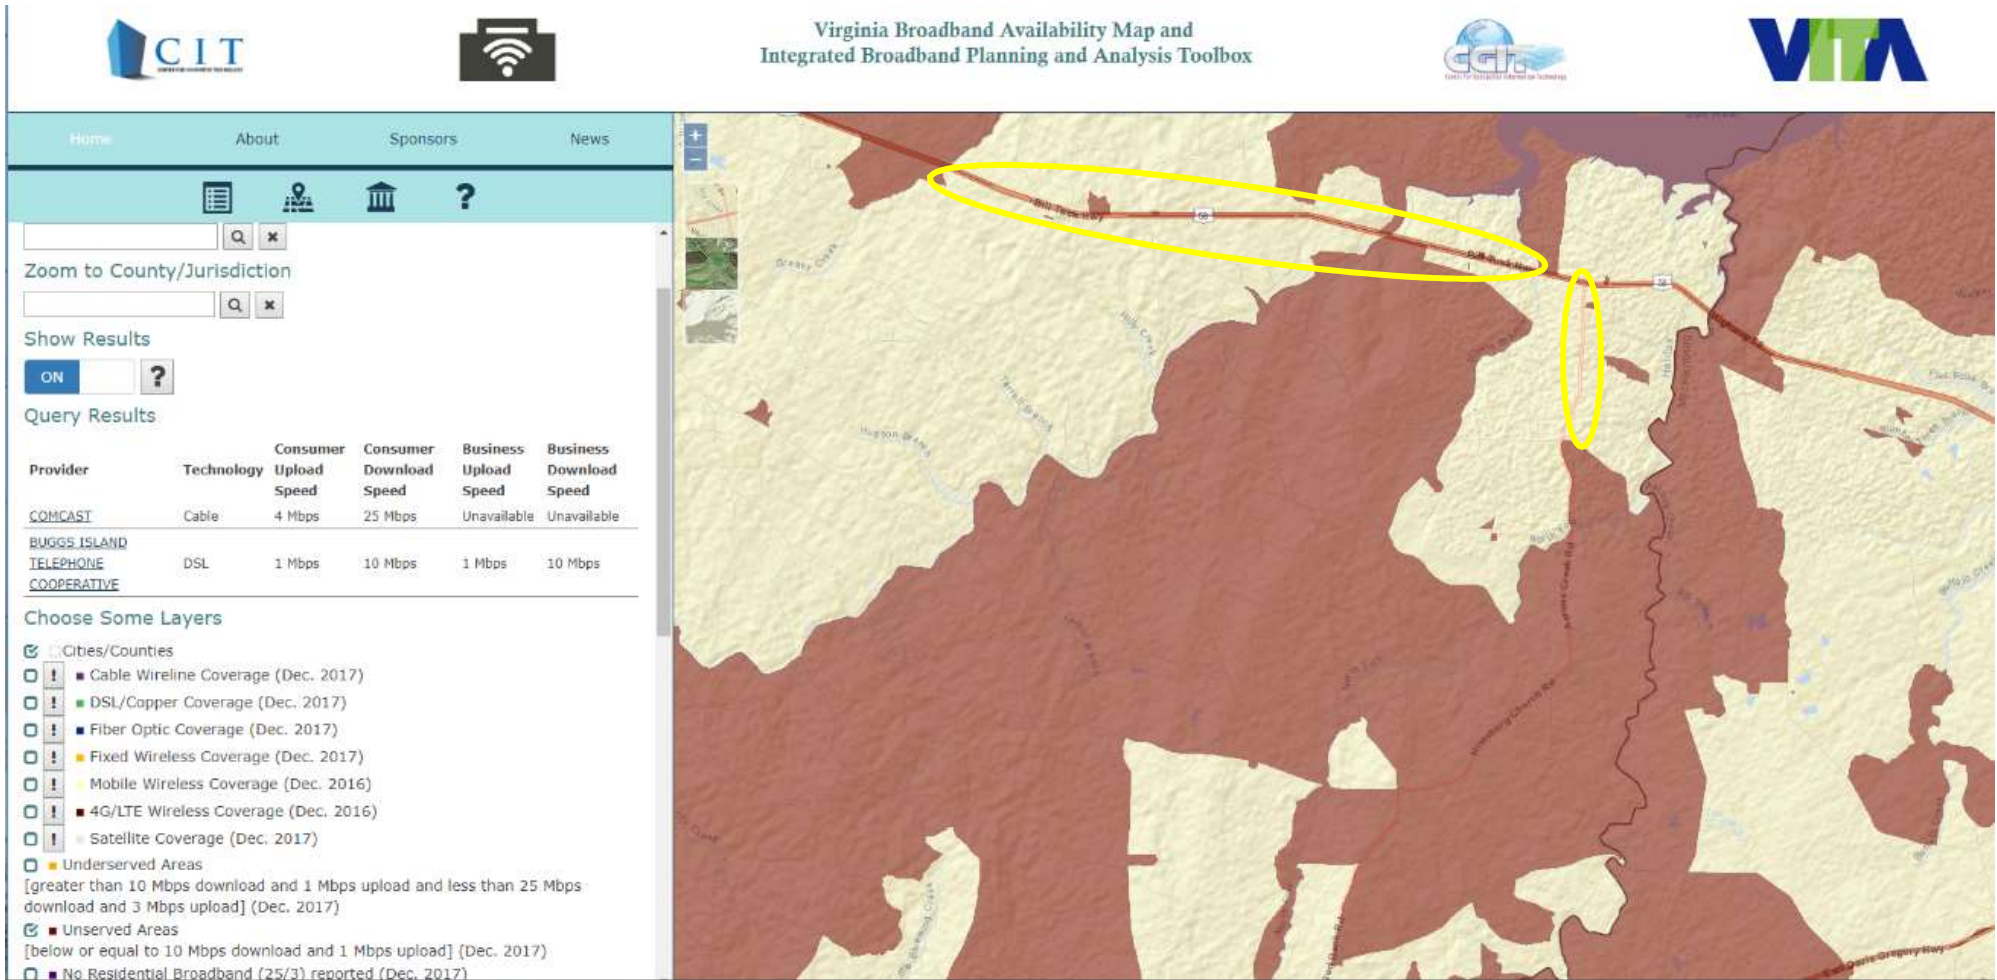 CIT
Virginia Broadband Availability Map and
Integrated Broadband Planning and Analysis Toolbox
CGIT
VITA
Home About Sponsors News
?
Zoom to County/Jurisdiction
Show Results
ON ?
Query Results
Provider Technology Consumer Upload Speed Consumer Download Speed Business Upload Speed Business Download Speed
COMCAST Cable 4 Mbps 25 Mbps Unavailable Unavailable
BUGGS ISLAND
TELEPHONE DSL 1 Mbps 10 Mbps 1 Mbps 10 Mbps
COOPERATIVE
Choose Some Layers
Cities/Counties
! Cable Wireline Coverage (Dec. 2017)
! DSL/Copper Coverage (Dec. 2017)
! Fiber Optic Coverage (Dec. 2017)
! Fixed Wireless Coverage (Dec. 2017)
! Mobile Wireless Coverage (Dec. 2016)
! 4G/LTE Wireless Coverage (Dec. 2016)
! Satellite Coverage (Dec. 2017)
Underserved Areas
[greater than 10 Mbps download and 1 Mbps upload and less than 25 Mbps
download and 3 Mbps upload] (Dec. 2017)
Unserved Areas
[below or equal to 10 Mbps download and 1 Mbps upload] (Dec. 2017)
No Residential Broadband (25/3) reported (Dec. 2017)
+
−
Bill Tuck Hwy
58
58
Grassy Creek
Halifax